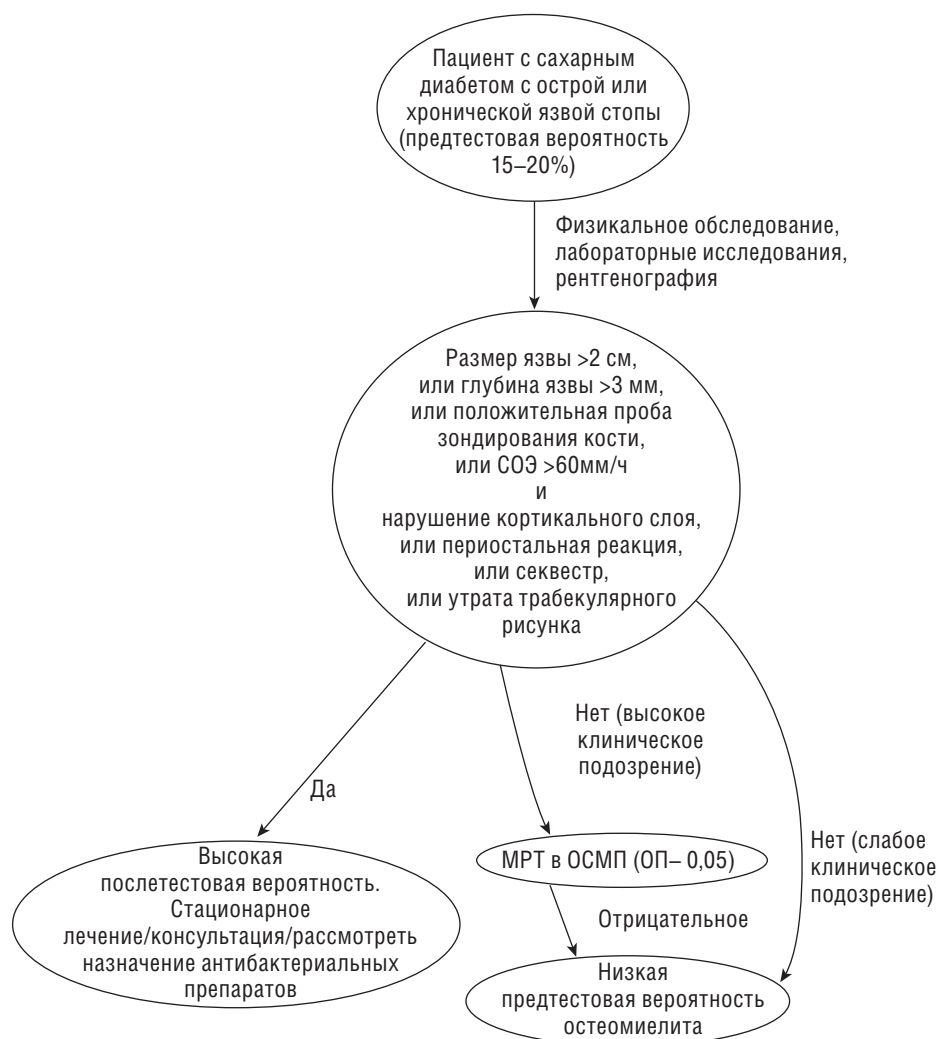 Пациент с сахарным
диабетом с острой или
хронической язвой стопы
(предтестовая вероятность
15–20%)
Физикальное обследование,
лабораторные исследования,
рентгенография
Размер язвы >2 см,
или глубина язвы >3 мм,
или положительная проба
зондирования кости,
или СОЭ >60мм/ч
и
нарушение кортикального слоя,
или периостальная реакция,
или секвестр,
или утрата трабекулярного
рисунка
Да
Нет (высокое
клиническое
подозрение)
Нет (слабое
клиническое
подозрение)
Высокая
послетестовая вероятность.
Стационарное
лечение/консультация/рассмотреть
назначение антибактериальных
препаратов
МРТ в ОСМП (ОП– 0,05)
Отрицательное
Низкая
предтестовая вероятность
остеомиелита